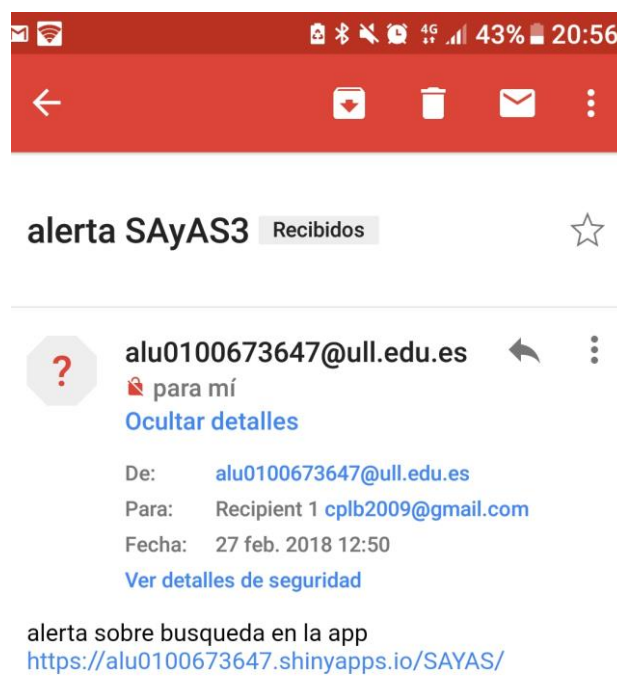 4G 43% 20:56
alerta SAyAS3 Recibidos
?
alu0100673647@ull.edu.es
para mí
Ocultar detalles
De: alu0100673647@ull.edu.es
Para: Recipient 1 cplb2009@gmail.com
Fecha: 27 feb. 2018 12:50
Ver detalles de seguridad
alerta sobre busqueda en la app
https://alu0100673647.shinyapps.io/SAYAS/